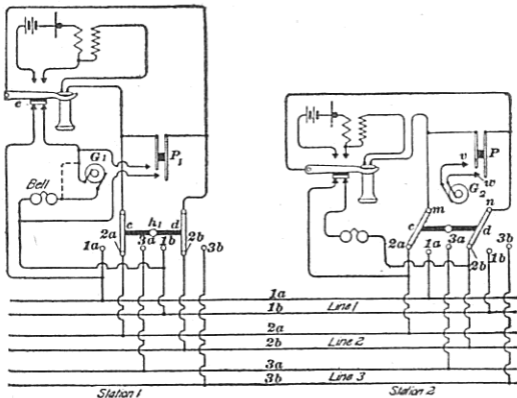 e
G1
P1
Bell
1a
2a
c
h1
3a
1b
d
2b
3b
P
v
w
G2
m
n
c
d
2a
1a
3a
2b
1b
3b
1a
1b Line 1
2a
2b Line 2
3a
3b Line 3
Station 1
Station 2